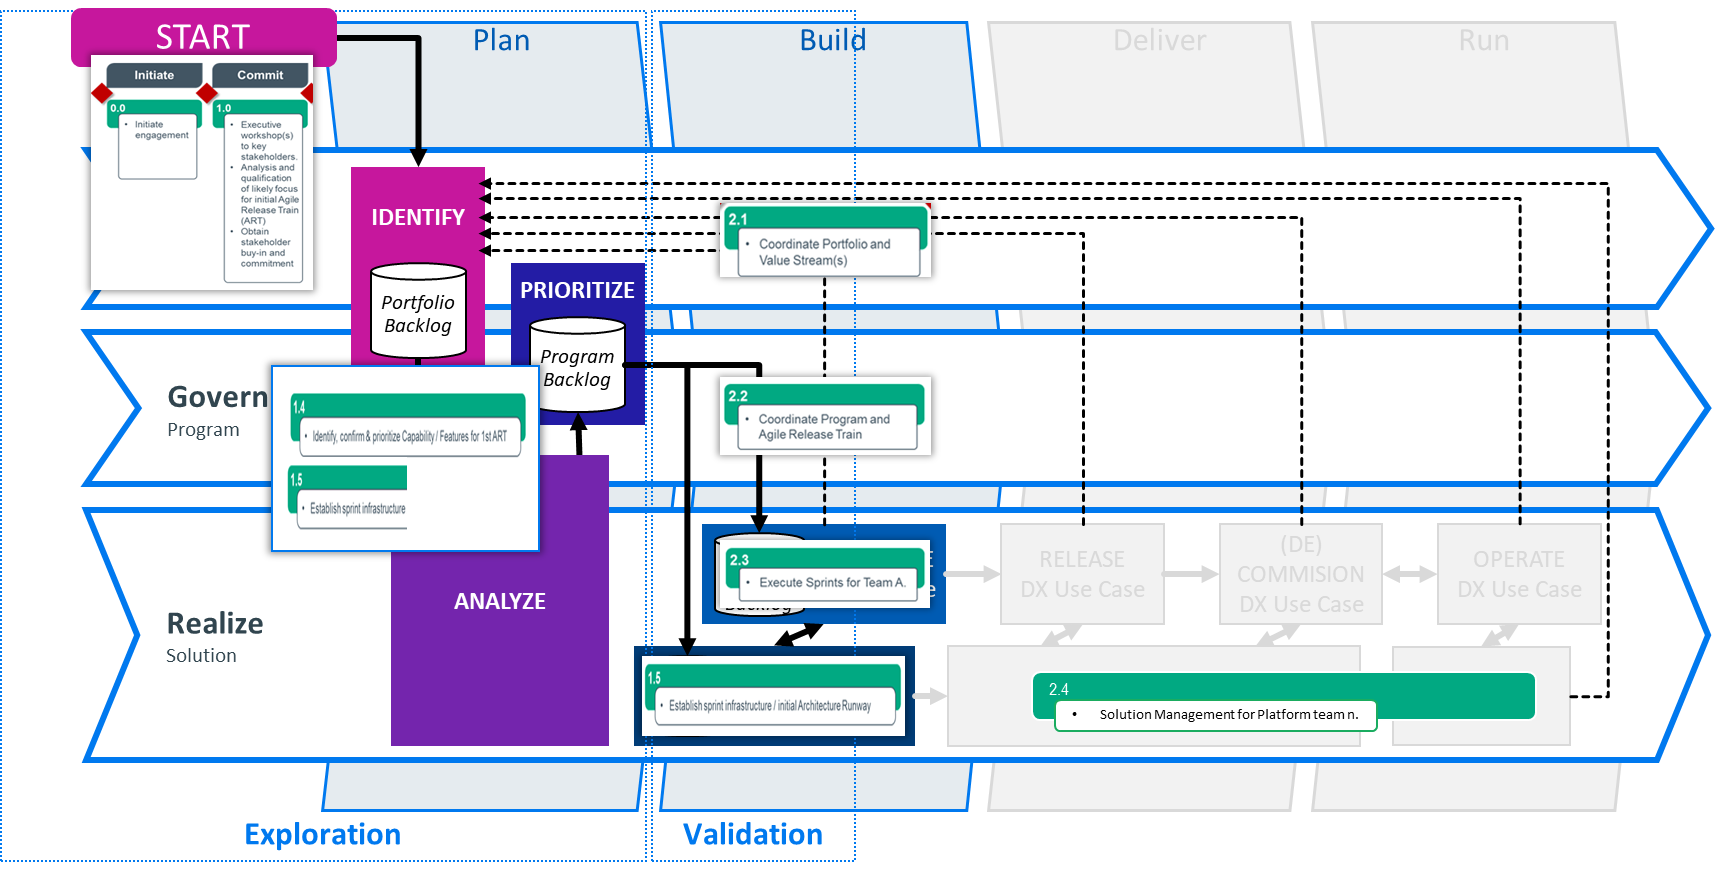 START
Plan
Build
Deliver
Run
Initiate
Commit
0.0
• Initiate
engagement
1.0
• Executive
workshop(s)
to key
stakeholders.
• Analysis and
qualification
of likely focus
for initial Agile
Release Train
(ART)
• Obtain
stakeholder
buy-in and
commitment
IDENTIFY
Portfolio
Backlog
PRIORITIZE
Program
Backlog
2.1
• Coordinate Portfolio and
Value Stream(s)
Govern
Program
1.4
• Identify, confirm & prioritize Capability / Features for 1st ART
1.5
• Establish sprint infrastructure
2.2
• Coordinate Program and
Agile Release Train
Realize
Solution
ANALYZE
2.3
• Execute Sprints for Team A.
Backlog
RELEASE
DX Use Case
(DE)
COMMISION
DX Use Case
OPERATE
DX Use Case
1.5
• Establish sprint infrastructure / initial Architecture Runway
2.4
• Solution Management for Platform team n.
Exploration
Validation